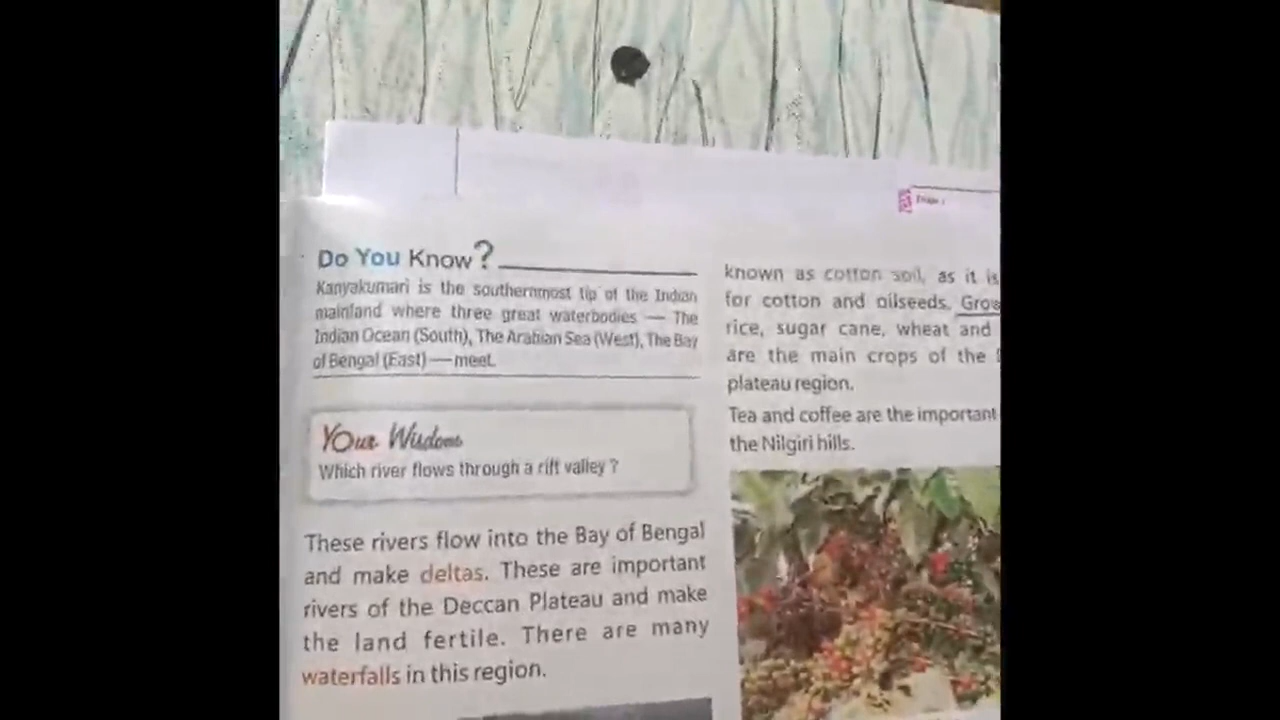 Do You Know?
Kanyakumari is the southernmost tip of the Indian
mainland where three great waterbodies — The
Indian Ocean (South), The Arabian Sea (West), The Bay
of Bengal (East) — meet.
Your Wisdom
Which river flows through a rift valley ?
These rivers flow into the Bay of Bengal
and make deltas. These are important
rivers of the Deccan Plateau and make
the land fertile. There are many
waterfalls in this region.
known as cotton soil, as it is
for cotton and oilseeds.
rice, sugar cane, wheat and
are the main crops of the
plateau region.
Tea and coffee are the important
the Nilgiri hills.